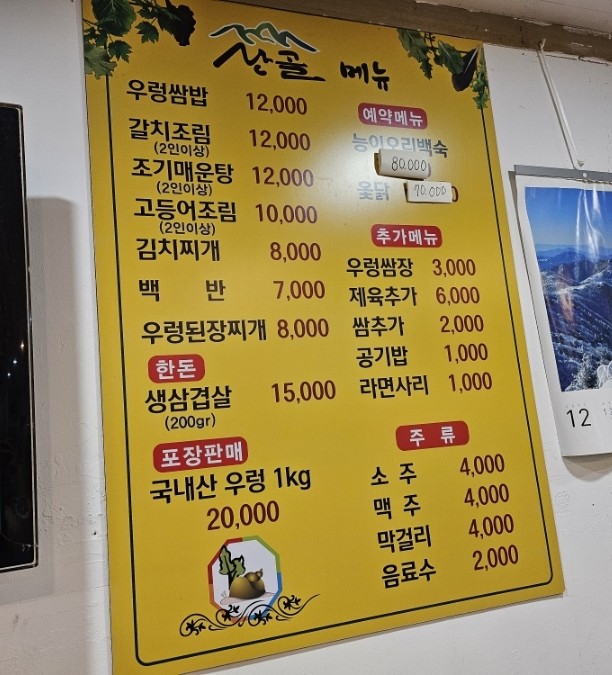 산골 메뉴
우렁쌈밥 12,000
갈치조림 12,000
(2인이상)
조기매운탕 12,000
(2인이상)
고등어조림 10,000
(2인이상)
김치찌개 8,000
백 반 7,000
우렁된장찌개 8,000
한돈
생삼겹살 15,000
(200gr)
포장판매
국내산 우렁 1kg
20,000
예약메뉴
능이오리백숙
80.000
옻닭 70.000
추가메뉴
우렁쌈장 3,000
제육추가 6,000
쌈추가 2,000
공기밥 1,000
라면사리 1,000
주 류
소 주 4,000
맥 주 4,000
막걸리 4,000
음료수 2,000
12